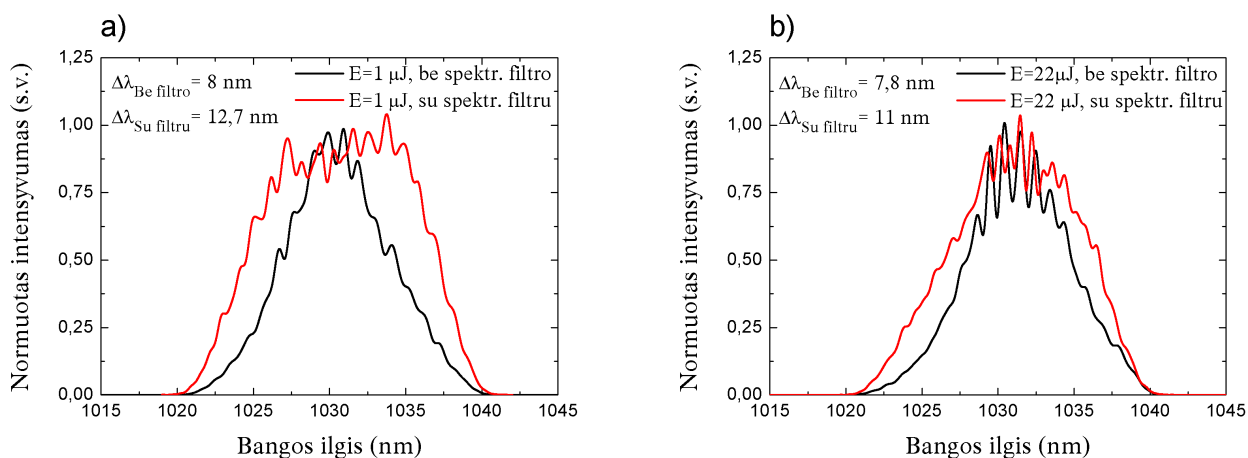 a)
Normuotas intensyvumas (s.v.)
1,25
1,00
0,75
0,50
0,25
0,00
ΔλBe filtro= 8 nm
ΔλSu filtru= 12,7 nm
E=1 μJ, be spektr. filtro
E=1 μJ, su spektr. filtru
1015 1020 1025 1030 1035 1040 1045
Bangos ilgis (nm)
b)
Normuotas intensyvumas (s.v.)
1,25
1,00
0,75
0,50
0,25
0,00
ΔλBe filtro= 7,8 nm
ΔλSu filtru= 11 nm
E=22μJ, be spektr. filtro
E=22 μJ, su spektr. filtru
1015 1020 1025 1030 1035 1040 1045
Bangos ilgis (nm)